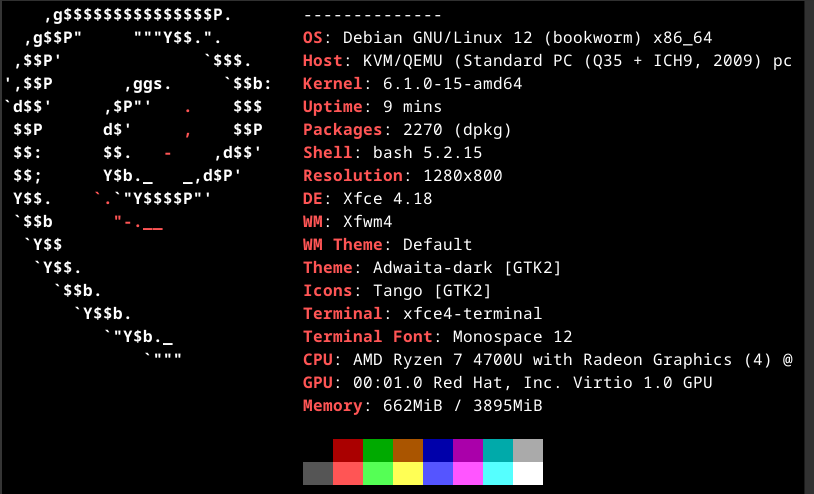 --------------
OS: Debian GNU/Linux 12 (bookworm) x86_64
Host: KVM/QEMU (Standard PC (Q35 + ICH9, 2009) pc
Kernel: 6.1.0-15-amd64
Uptime: 9 mins
Packages: 2270 (dpkg)
Shell: bash 5.2.15
Resolution: 1280x800
DE: Xfce 4.18
WM: Xfwm4
WM Theme: Default
Theme: Adwaita-dark [GTK2]
Icons: Tango [GTK2]
Terminal: xfce4-terminal
Terminal Font: Monospace 12
CPU: AMD Ryzen 7 4700U with Radeon Graphics (4) @
GPU: 00:01.0 Red Hat, Inc. Virtio 1.0 GPU
Memory: 662MiB / 3895MiB